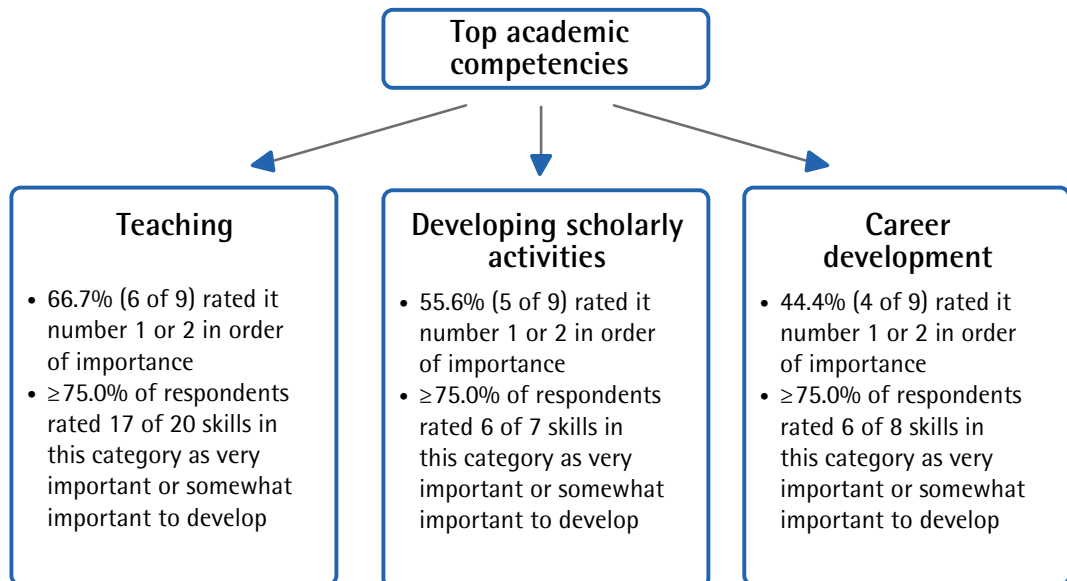 Top academic
competencies
Teaching
• 66.7% (6 of 9) rated it
number 1 or 2 in order
of importance
• ≥75.0% of respondents
rated 17 of 20 skills in
this category as very
important or somewhat
important to develop
Developing scholarly
activities
• 55.6% (5 of 9) rated it
number 1 or 2 in order
of importance
• ≥75.0% of respondents
rated 6 of 7 skills in
this category as very
important or somewhat
important to develop
Career
development
• 44.4% (4 of 9) rated it
number 1 or 2 in order
of importance
• ≥75.0% of respondents
rated 6 of 8 skills in
this category as very
important or somewhat
important to develop